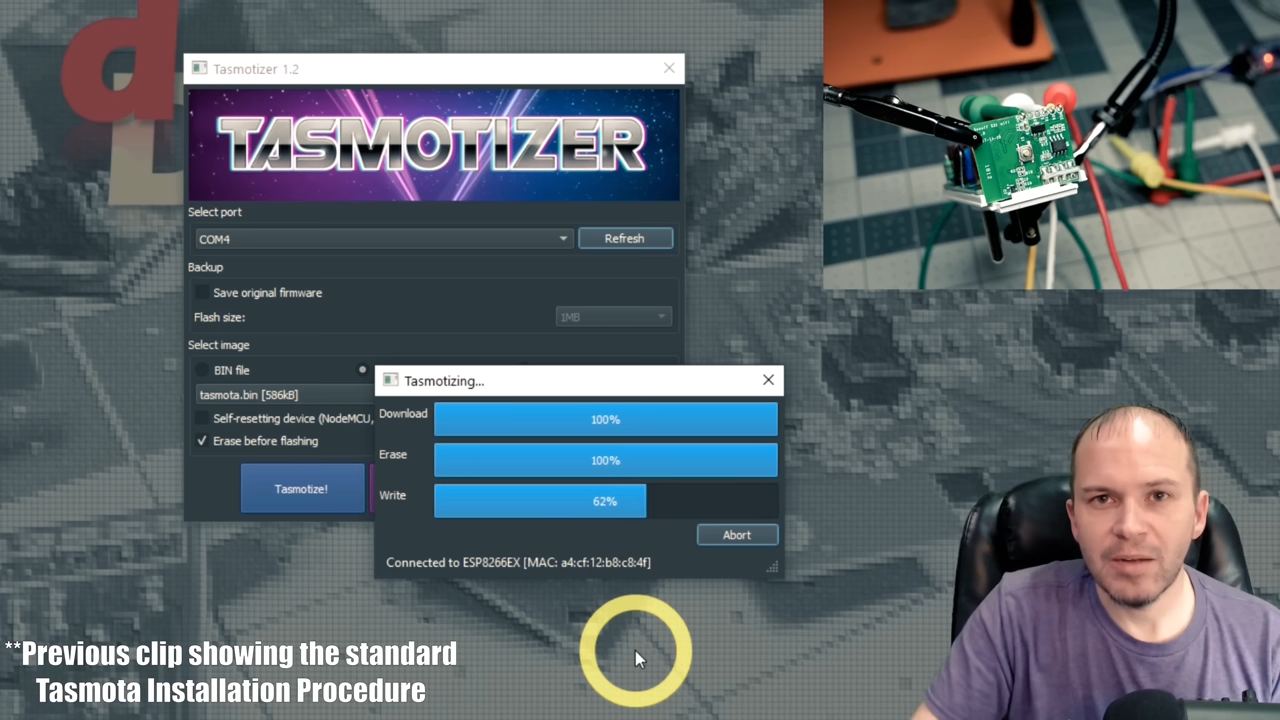 Tasmotizer 1.2
TASMOTIZER
Select port
COM4
Refresh
Backup
Save original firmware
Flash size:
1MB
Select image
BIN file
tasmota.bin [586kB]
Self-resetting device (NodeMCU,
Erase before flashing
Tasmotize!
Tasmotizing...
Download
100%
Erase
100%
Write
62%
Abort
Connected to ESP8266EX [MAC: a4:cf:12:b8:c8:4f]
**Previous clip showing the standard
Tasmota Installation Procedure